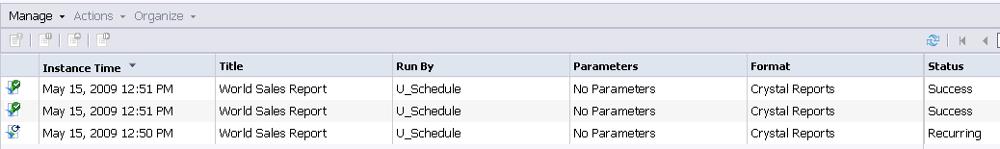 Manage Actions Organize
Instance Time Title Run By Parameters Format Status
May 15, 2009 12:51 PM World Sales Report U_Schedule No Parameters Crystal Reports Success
May 15, 2009 12:51 PM World Sales Report U_Schedule No Parameters Crystal Reports Success
May 15, 2009 12:50 PM World Sales Report U_Schedule No Parameters Crystal Reports Recurring